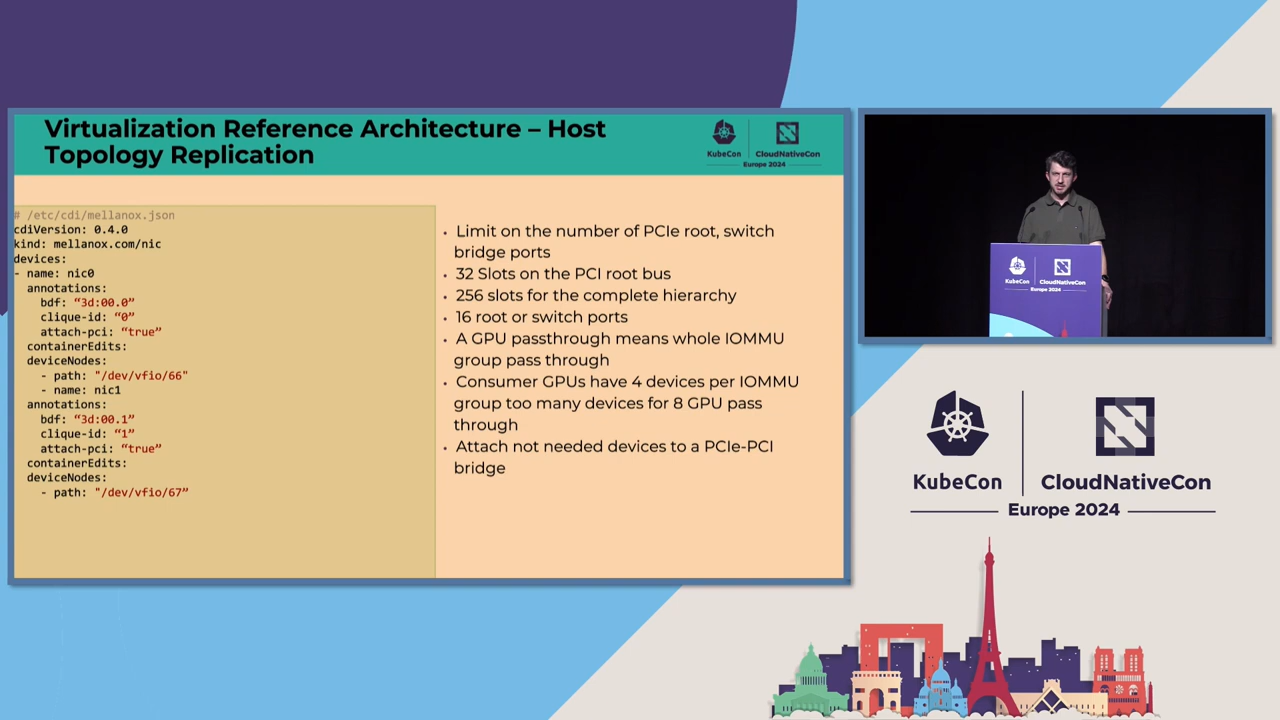 Virtualization Reference Architecture – Host
Topology Replication
KubeCon
CloudNativeCon
Europe 2024
# /etc/cdi/mellanox.json
cdiVersion: 0.4.0
kind: mellanox.com/nic
devices:
- name: nic0
annotations:
bdf: “3d:00.0”
clique-id: “0”
attach-pci: “true”
containerEdits:
deviceNodes:
- path: "/dev/vfio/66"
- name: nic1
annotations:
bdf: “3d:00.1”
clique-id: “1”
attach-pci: “true”
containerEdits:
deviceNodes:
- path: "/dev/vfio/67”
• Limit on the number of PCIe root, switch
bridge ports
• 32 Slots on the PCI root bus
• 256 slots for the complete hierarchy
• 16 root or switch ports
• A GPU passthrough means whole IOMMU
group pass through
• Consumer GPUs have 4 devices per IOMMU
group too many devices for 8 GPU pass
through
• Attach not needed devices to a PCIe-PCI
bridge
KubeCon
CloudNativeCon
Europe 2024
KubeCon
CloudNativeCon
Europe 2024